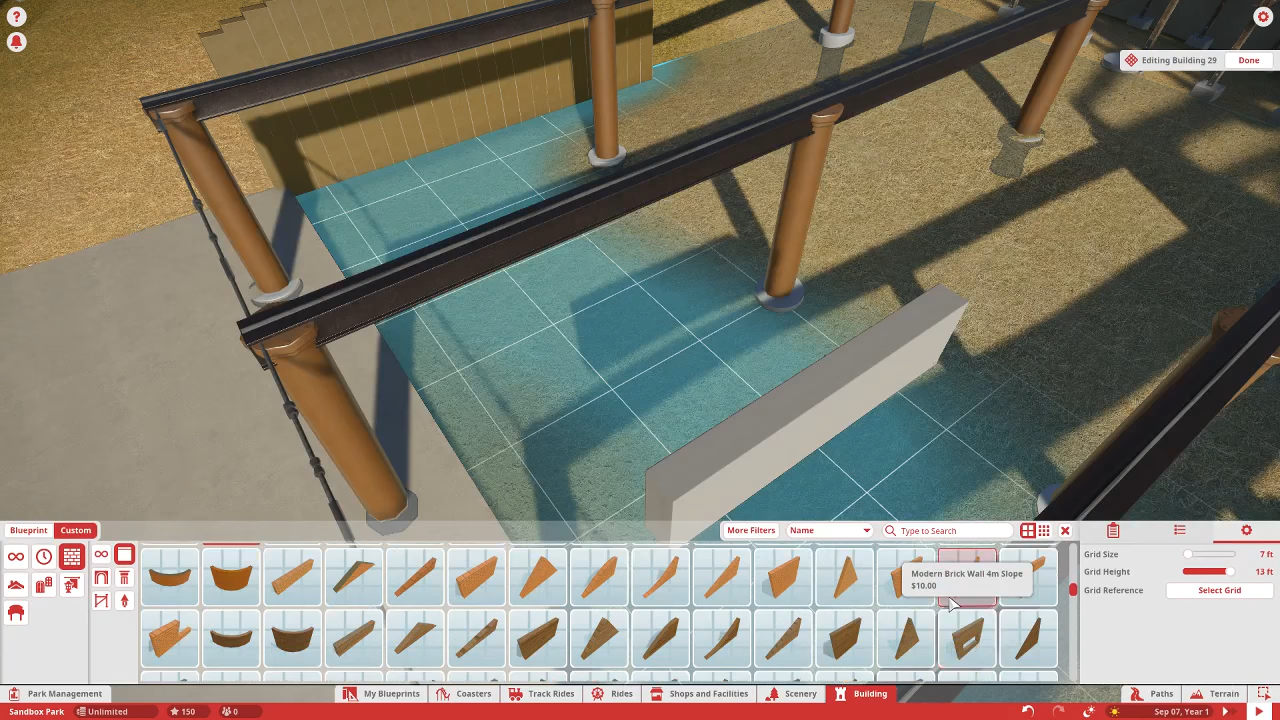 ?
Editing Building 29
Done
Blueprint
Custom
More Filters
Name
Type to Search
Modern Brick Wall 4m Slope
$10.00
Grid Size
7 ft
Grid Height
13 ft
Grid Reference
Select Grid
Park Management
My Blueprints
Coasters
Track Rides
Rides
Shops and Facilities
Scenery
Building
Paths
Terrain
Sandbox Park
Unlimited
150
0
Sep 07, Year 1